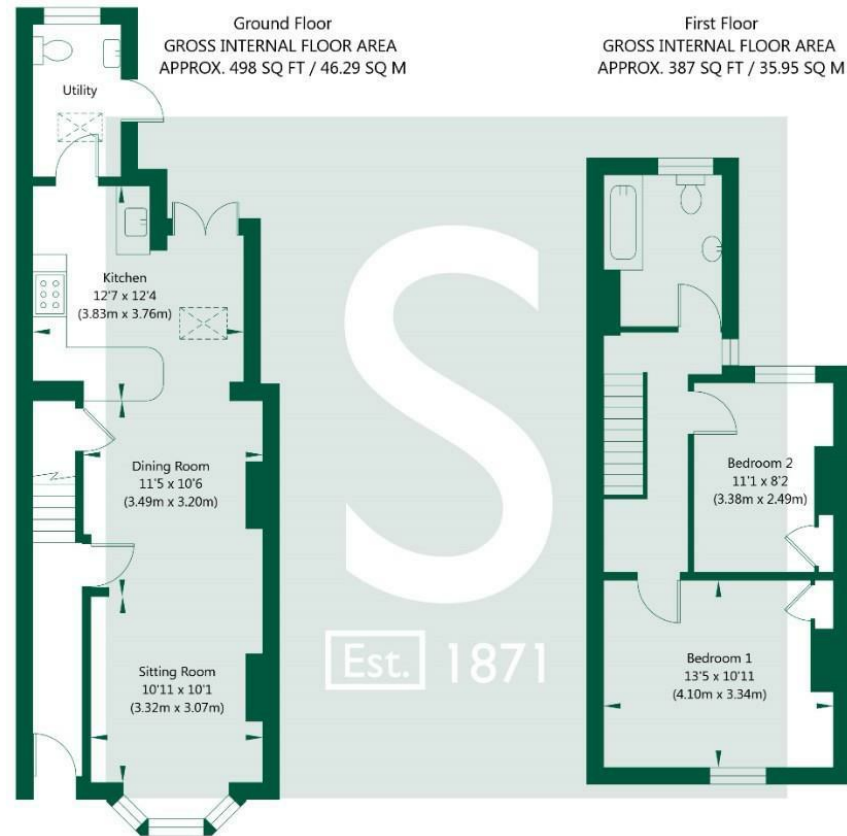 Ground Floor
GROSS INTERNAL FLOOR AREA
APPROX. 498 SQ FT / 46.29 SQ M
First Floor
GROSS INTERNAL FLOOR AREA
APPROX. 387 SQ FT / 35.95 SQ M
Utility
Kitchen
12'7 x 12'4
(3.83m x 3.76m)
Dining Room
11'5 x 10'6
(3.49m x 3.20m)
Sitting Room
10'11 x 10'1
(3.32m x 3.07m)
S
Est. 1871
Bedroom 2
11'1 x 8'2
(3.38m x 2.49m)
Bedroom 1
13'5 x 10'11
(4.10m x 3.34m)